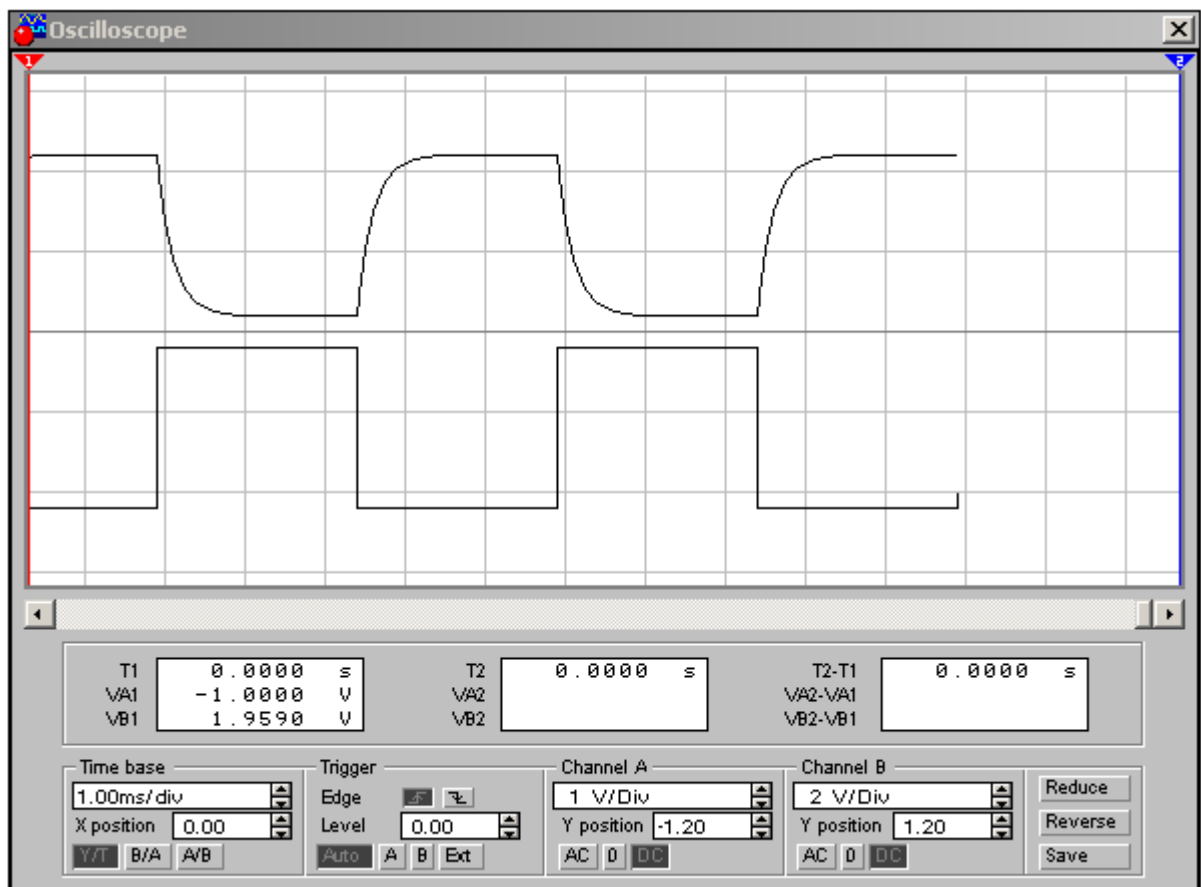 Oscilloscope
1 2
T1 0.0000 s T2 0.0000 s T2-T1 0.0000 s
VA1 -1.0000 V VA2 VA2-VA1
VB1 1.9590 V VB2 VB2-VB1
Time base Trigger Channel A Channel B
1.00ms/div Edge 1 V/Div 2 V/Div Reduce
X position 0.00 Level 0.00 Y position -1.20 Y position 1.20 Reverse
Y/T B/A A/B Auto A B Ext AC 0 DC AC 0 DC Save